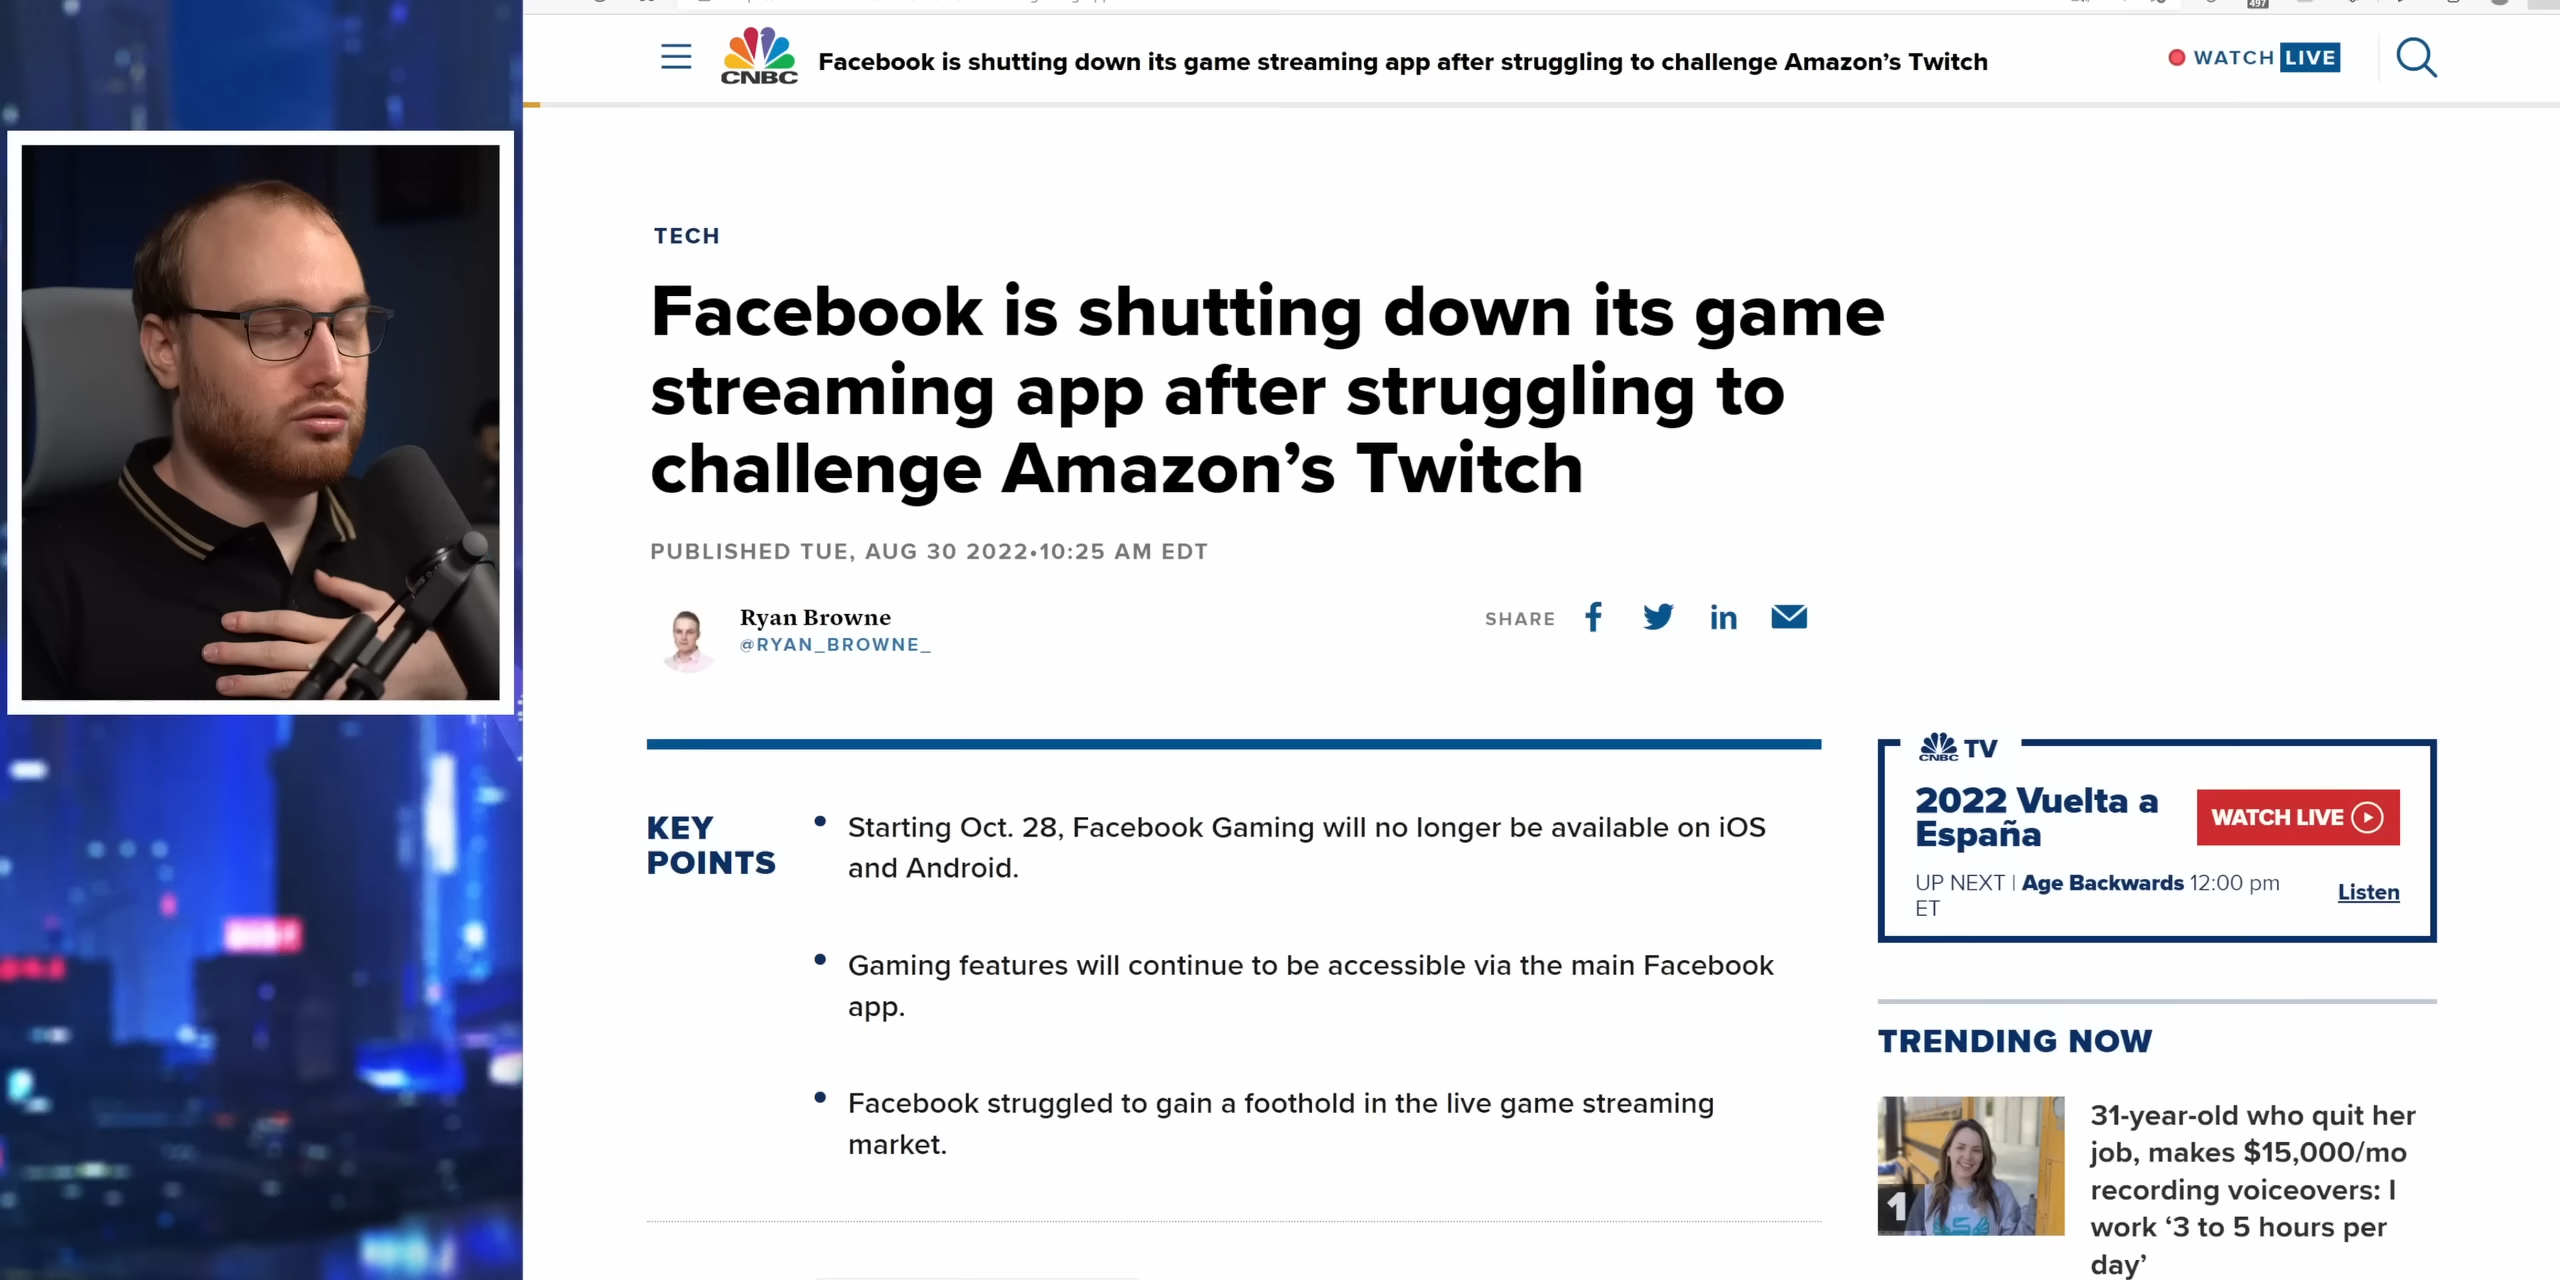 497
CNBC
Facebook is shutting down its game streaming app after struggling to challenge Amazon’s Twitch
WATCH LIVE
TECH
Facebook is shutting down its game
streaming app after struggling to
challenge Amazon’s Twitch
PUBLISHED TUE, AUG 30 2022•10:25 AM EDT
Ryan Browne
@RYAN_BROWNE_
SHARE
KEY
POINTS
• Starting Oct. 28, Facebook Gaming will no longer be available on iOS
and Android.
• Gaming features will continue to be accessible via the main Facebook
app.
• Facebook struggled to gain a foothold in the live game streaming
market.
CNBC TV
2022 Vuelta a
España
WATCH LIVE
UP NEXT | Age Backwards 12:00 pm
ET
Listen
TRENDING NOW
1
31-year-old who quit her
job, makes $15,000/mo
recording voiceovers: I
work ‘3 to 5 hours per
day’